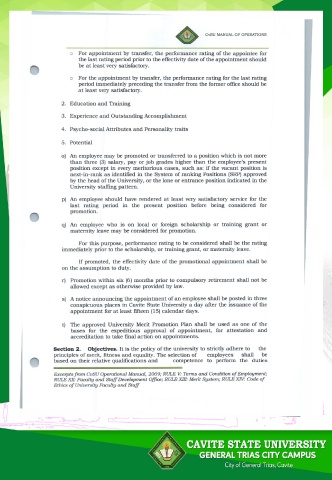 CvSU MANUAL OF OPERATIONS
o For appointment by transfer, the performance rating of the appointee for
the last rating period prior to the effectivity date of the appointment should
be at least very satisfactory.
o For the appointment by transfer, the performance rating for the last rating
period immediately preceding the transfer from the former office should be
at least very satisfactory.
2. Education and Training
3. Experience and Outstanding Accomplishment
4. Psycho-social Attributes and Personality traits
5. Potential
o) An employee may be promoted or transferred to a position which is not more
than three (3) salary, pay or job grades higher than the employee's present
position except in every meritorious cases, such as: if the vacant position is
next-in-rank as identified in the System of ranking Positions (SRP) approved
by the head of the University, or the lone or entrance position indicated in the
University staffing pattern.
p) An employee should have rendered at least very satisfactory service for the
last rating period in the present position before being considered for
promotion.
q) An employee who is on local or foreign scholarship or training grant or
maternity leave may be considered for promotion.
For this purpose, performance rating to be considered shall be the rating
immediately prior to the scholarship, or training grant, or maternity leave.
If promoted, the effectivity date of the promotional appointment shall be
on the assumption to duty.
r) Promotion within six (6) months prior to compulsory retirement shall not be
allowed except as otherwise provided by law.
s) A notice announcing the appointment of an employee shall be posted in three
conspicuous places in Cavite State University a day after the issuance of the
appointment for at least fifteen (15) calendar days.
t) The approved University Merit Promotion Plan shall be used as one of the
bases for the expeditious approval of appointment, for attestation and
accreditation to take final action on appointments.
Section 2. Objectives. It is the policy of the university to strictly adhere to the
principles of merit, fitness and equality. The selection of employees shall be
based on their relative qualifications and competence to perform the duties
Excerpts from CvSU Operational Manual, 2009; RULE V: Terms and Condition of Employment;
RULE XII: Faculty and Staff Development Office; RULE XIII: Merit System, RULE XIV: Code of
Ethics of University Faculty and Staff
CAVITE STATE UNIVERSITY
GENERAL TRIAS CITY CAMPUS
City of General Trias, Cavite